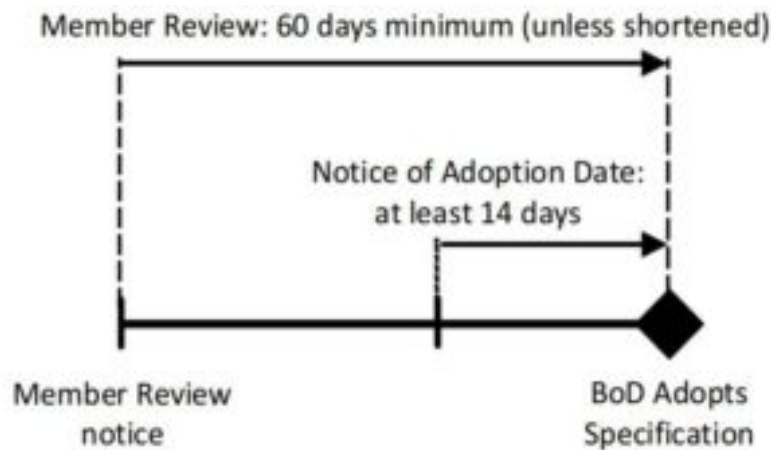 Member Review: 60 days minimum (unless shortened)
Notice of Adoption Date:
at least 14 days
Member Review
notice
BoD Adopts
Specification